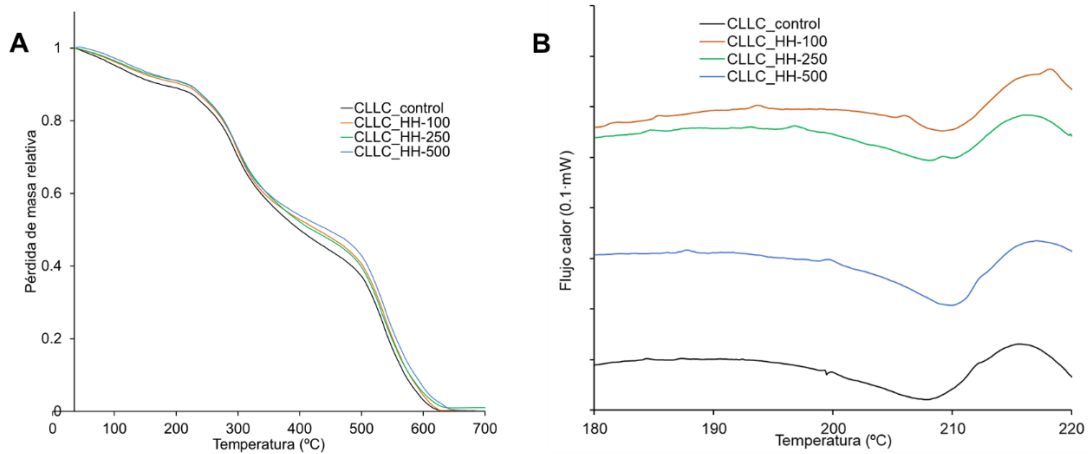 A
Pérdida de masa relativa
1
0.8
0.6
0.4
0.2
0
0 100 200 300 400 500 600 700
Temperatura (ºC)
CLLC_control
CLLC_HH-100
CLLC_HH-250
CLLC_HH-500
B
Flujo calor (0.1·mW)
CLLC_control
CLLC_HH-100
CLLC_HH-250
CLLC_HH-500
180 190 200 210 220
Temperatura (ºC)